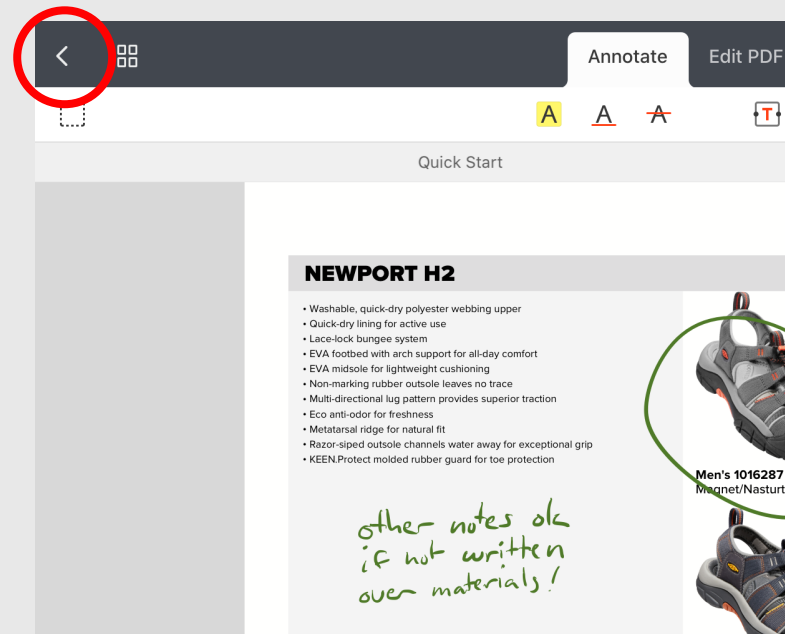 Annotate
Edit PDF
A A A T
Quick Start
NEWPORT H2
• Washable, quick-dry polyester webbing upper
• Quick-dry lining for active use
• Lace-lock bungee system
• EVA footbed with arch support for all-day comfort
• EVA midsole for lightweight cushioning
• Non-marking rubber outsole leaves no trace
• Multi-directional lug pattern provides superior traction
• Eco anti-odor for freshness
• Metatarsal ridge for natural fit
• Razor-siped outsole channels water away for exceptional grip
• KEEN.Protect molded rubber guard for toe protection
Men's 1016287
Magnet/Nasturt
other notes ok
if not written
over materials!